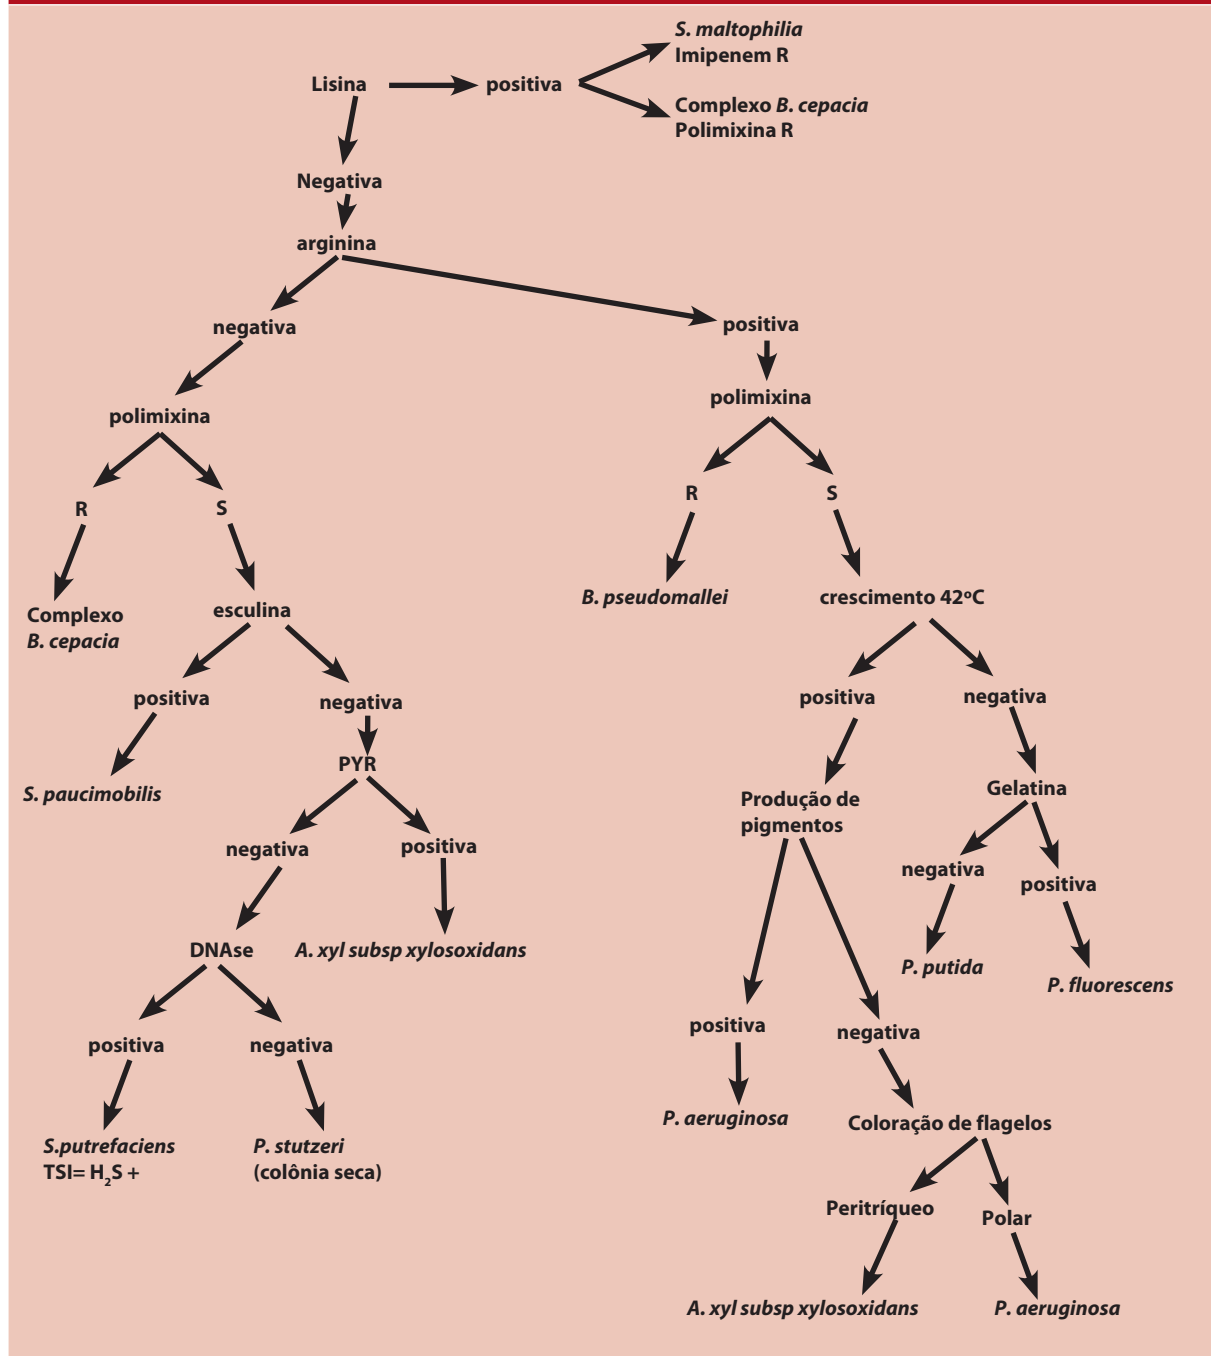 S. maltophilia
Imipenem R
Lisina
positiva
Complexo B. cepacia
Polimixina R
Negativa
arginina
negativa
positiva
polimixina
polimixina
R
S
R
S
Complexo
B. cepacia
esculina
B. pseudomallei
crescimento 42ºC
positiva
negativa
positiva
negativa
PYR
S. paucimobilis
Produção de
pigmentos
Gelatina
negativa
positiva
negativa
positiva
DNAse
A. xyl subsp xylosoxidans
P. putida
P. fluorescens
positiva
negativa
positiva
negativa
P. aeruginosa
Coloração de flagelos
S.putrefaciens
TSI= H₂S +
P. stutzeri
(colônia seca)
Peritríqueo
Polar
A. xyl subsp xylosoxidans
P. aeruginosa